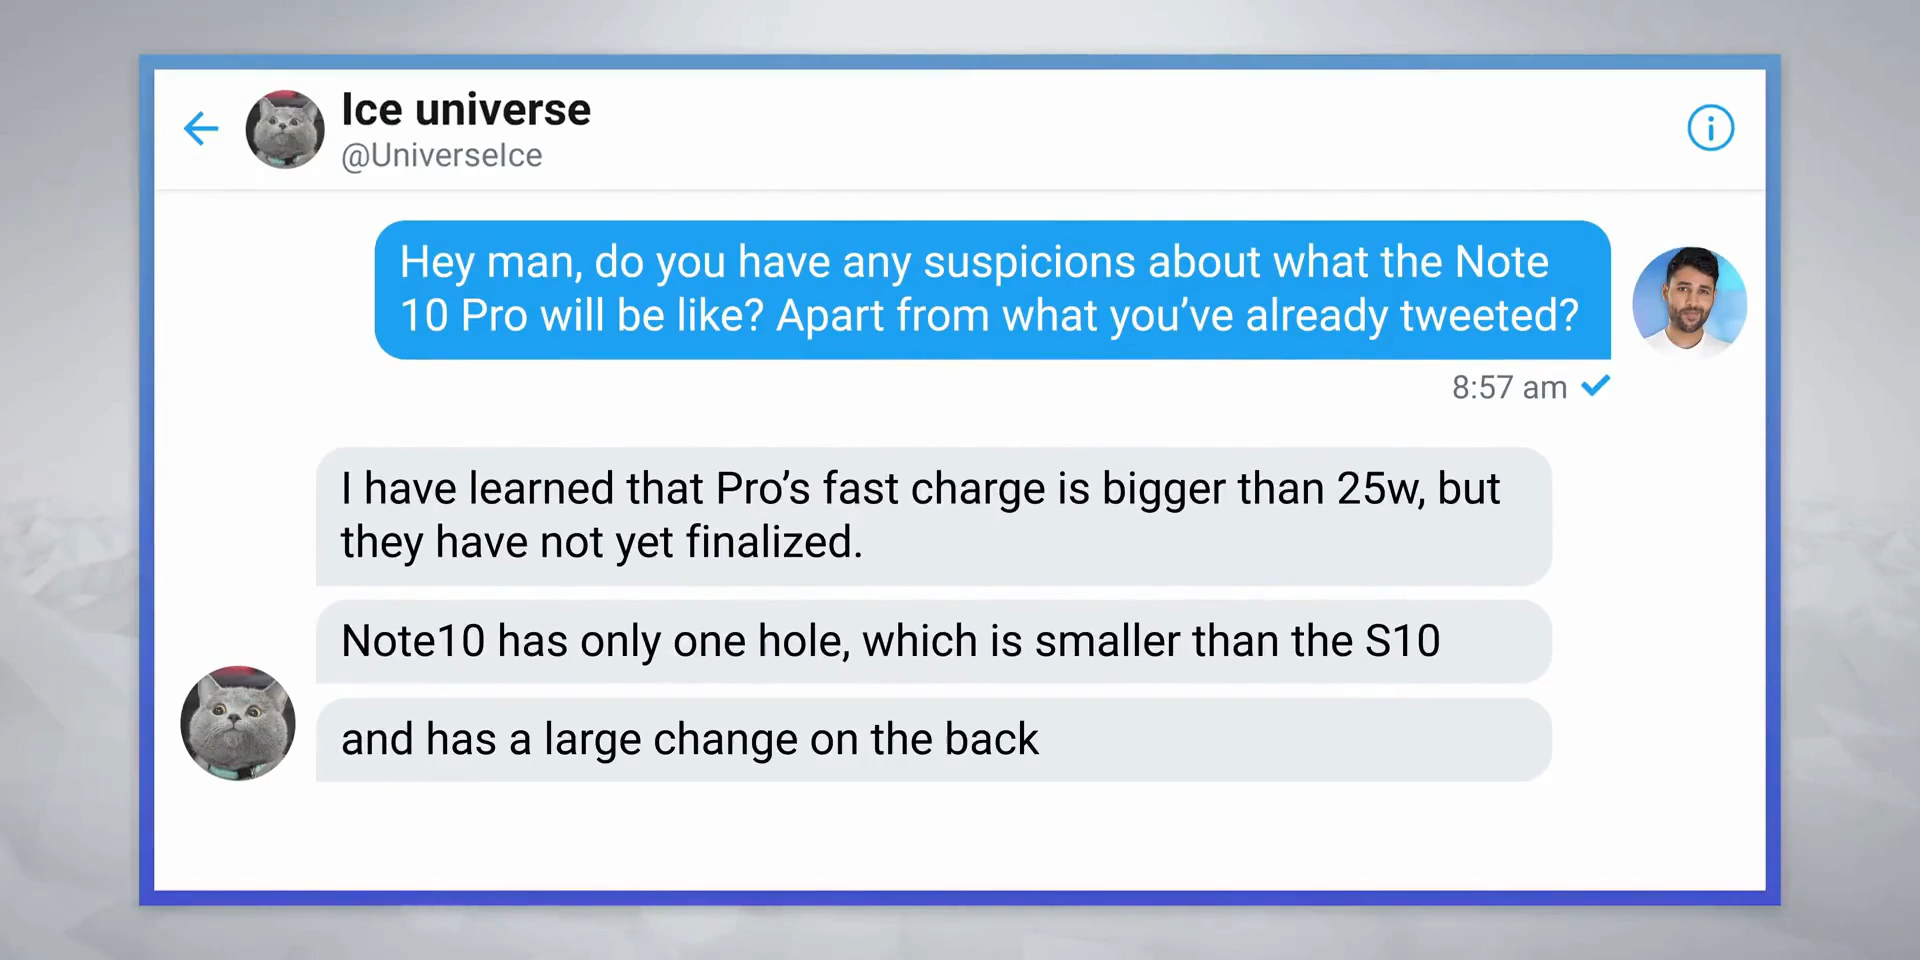 Ice universe
@UniverseIce
Hey man, do you have any suspicions about what the Note
10 Pro will be like? Apart from what you’ve already tweeted?
8:57 am
I have learned that Pro’s fast charge is bigger than 25w, but
they have not yet finalized.
Note10 has only one hole, which is smaller than the S10
and has a large change on the back